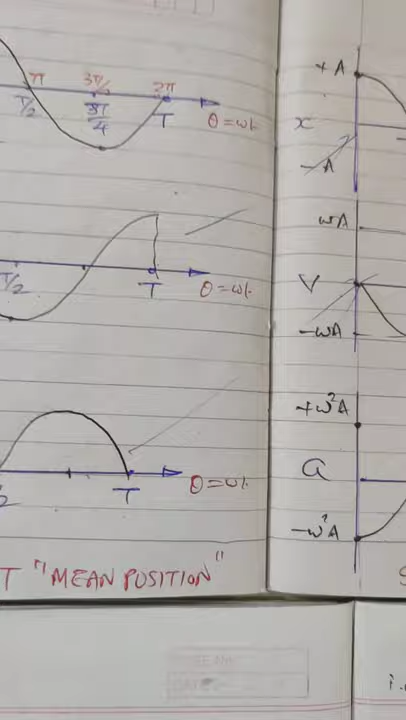 π 3π/2 2π
T/2 3T/4 T θ=ωt
T/2 T θ=ωt
T θ=ωt
T "MEAN POSITION"
+A
x
-A
ωA
V
-ωA
+ω²A
a
-ω²A